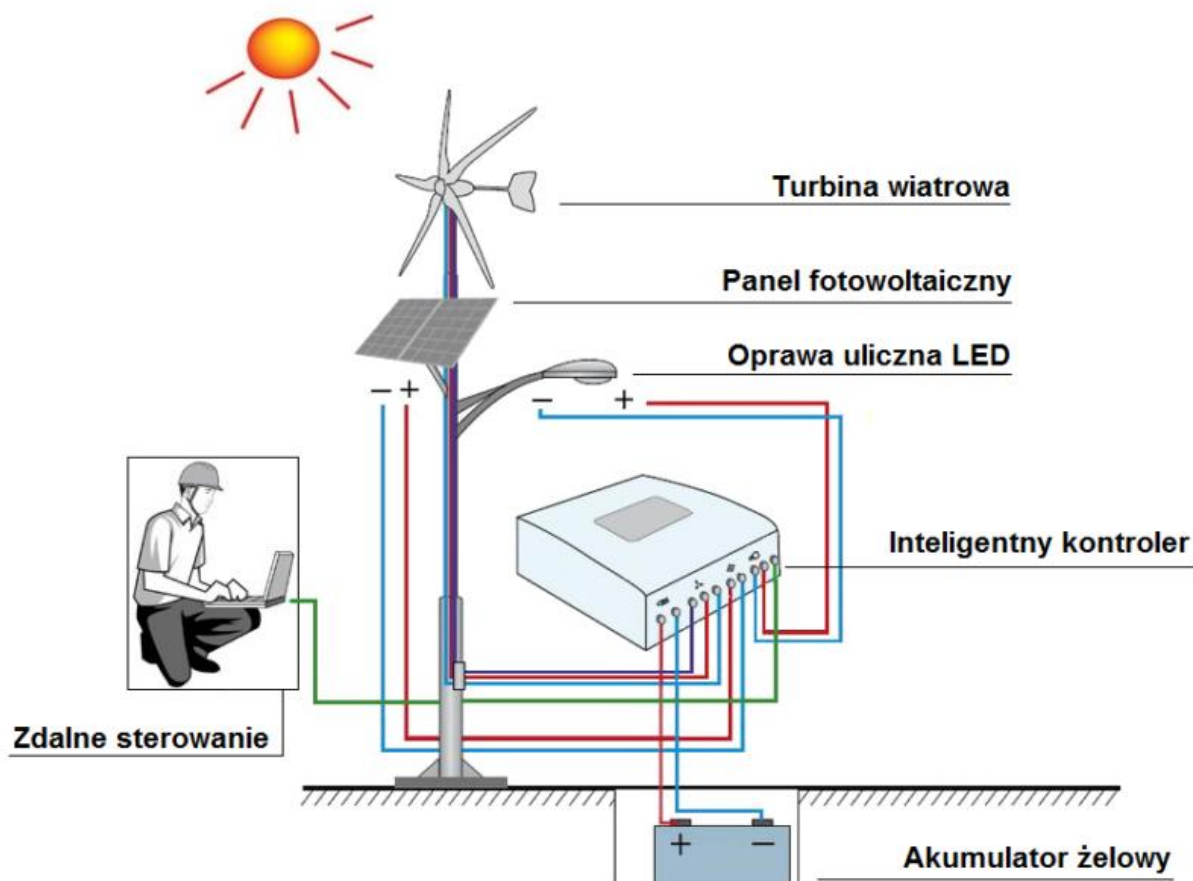 Turbina wiatrowa
Panel fotowoltaiczny
Oprawa uliczna LED
− +
− +
Inteligentny kontroler
Zdalne sterowanie
+ −
Akumulator żelowy